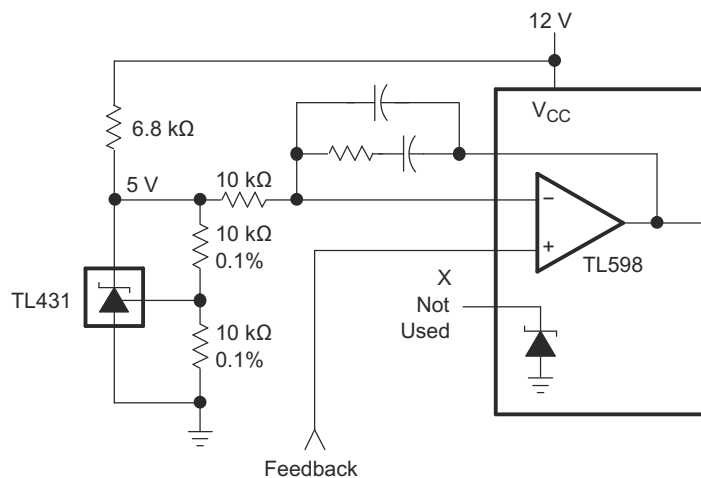 12 V
V_CC
6.8 kΩ
5 V
10 kΩ
10 kΩ
0.1%
−
+
TL598
TL431
X
Not
Used
10 kΩ
0.1%
Feedback